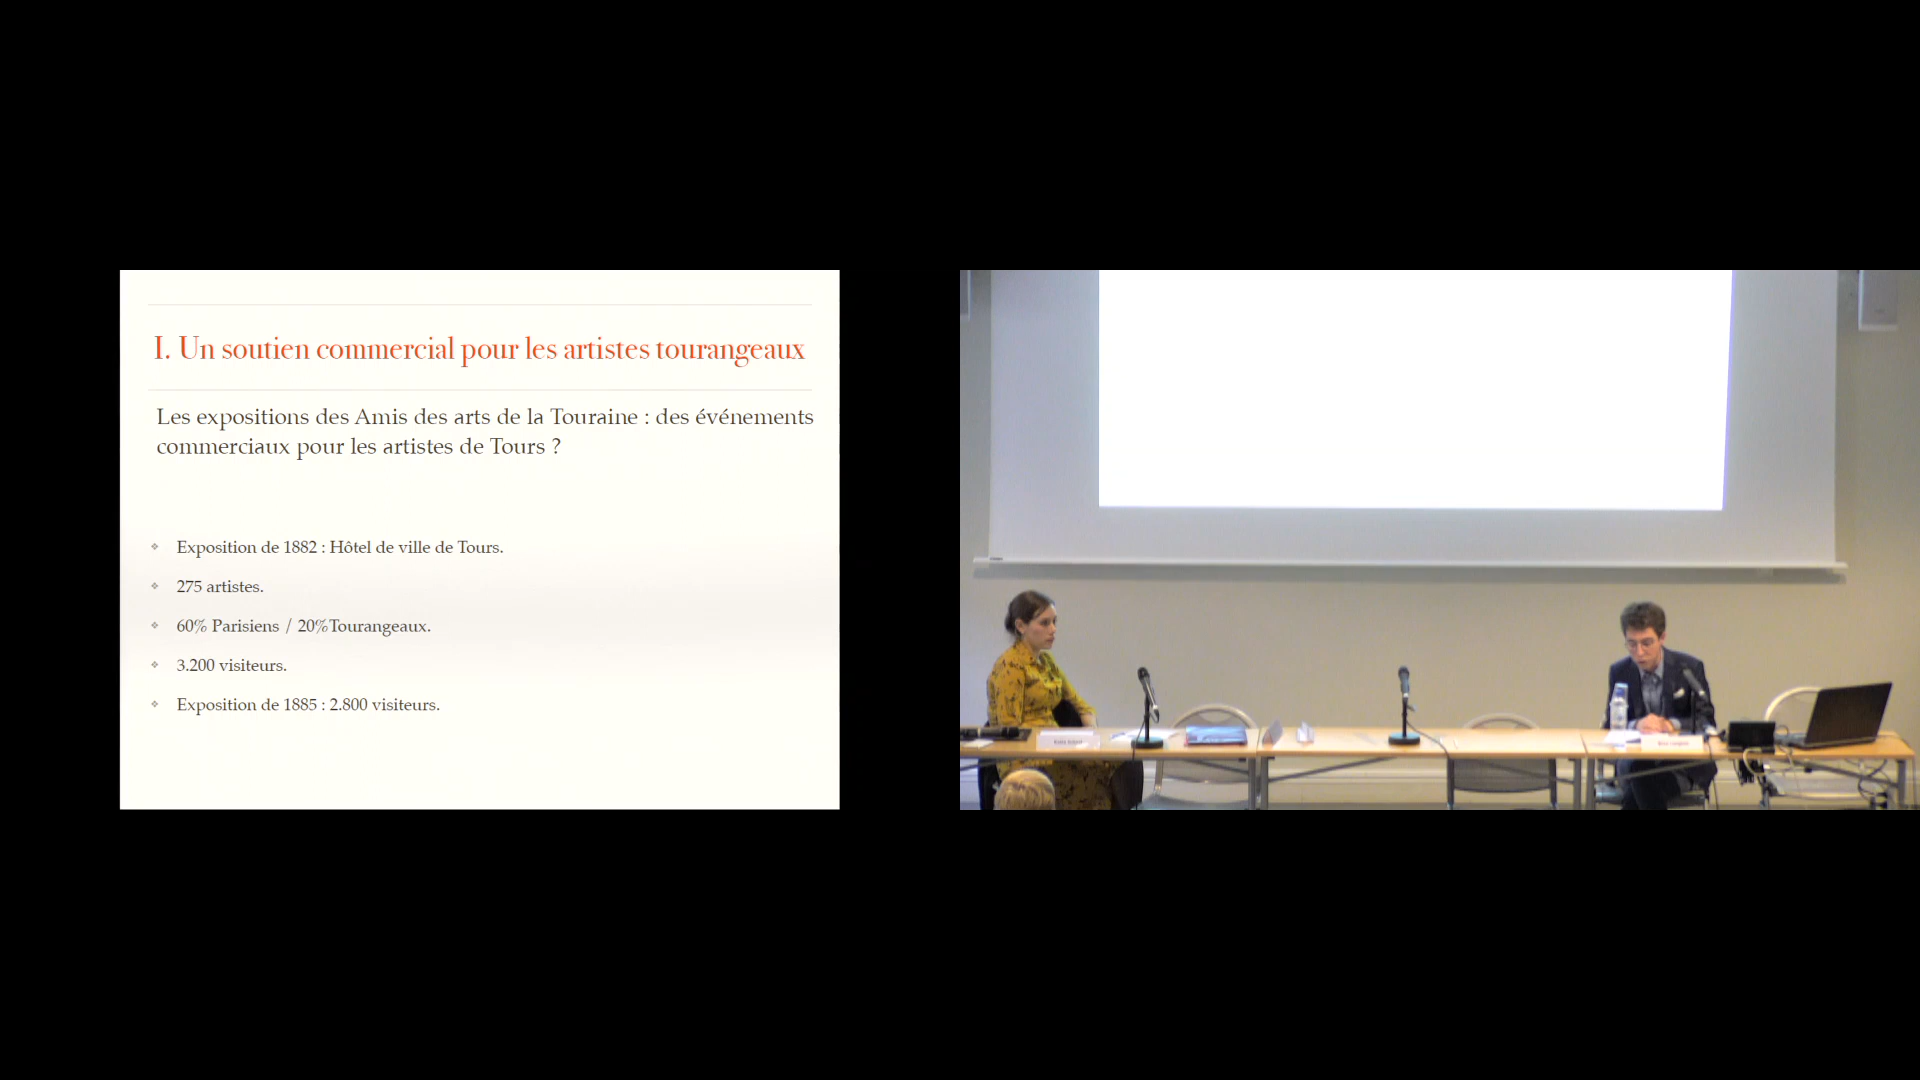 I. Un soutien commercial pour les artistes tourangeaux
Les expositions des Amis des arts de la Touraine : des événements
commerciaux pour les artistes de Tours ?
❖ Exposition de 1882 : Hôtel de ville de Tours.
❖ 275 artistes.
❖ 60% Parisiens / 20%Tourangeaux.
❖ 3.200 visiteurs.
❖ Exposition de 1885 : 2.800 visiteurs.